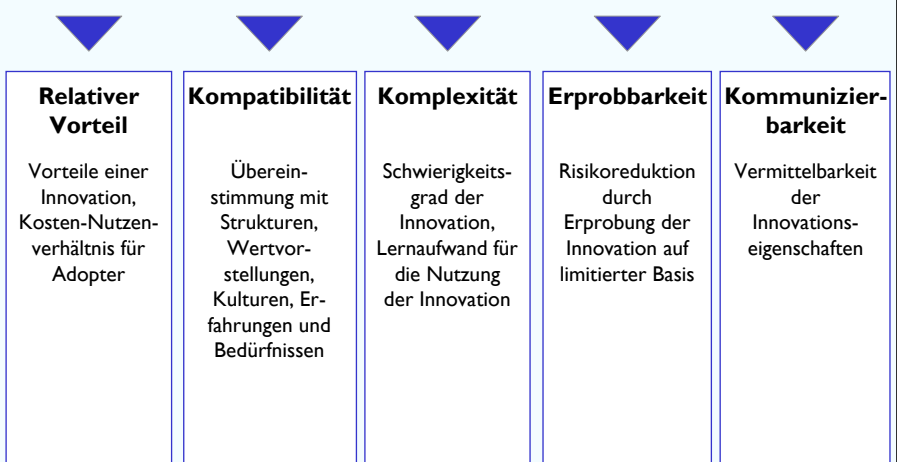 Relativer
Vorteil
Vorteile einer
Innovation,
Kosten-Nutzen-
verhältnis für
Adopter
Kompatibilität
Überein-
stimmung mit
Strukturen,
Wertvor-
stellungen,
Kulturen, Er-
fahrungen und
Bedürfnissen
Komplexität
Schwierigkeits-
grad der
Innovation,
Lernaufwand für
die Nutzung
der Innovation
Erprobbarkeit
Risikoreduktion
durch
Erprobung der
Innovation auf
limitierter Basis
Kommunizier-
barkeit
Vermittelbarkeit
der
Innovations-
eigenschaften